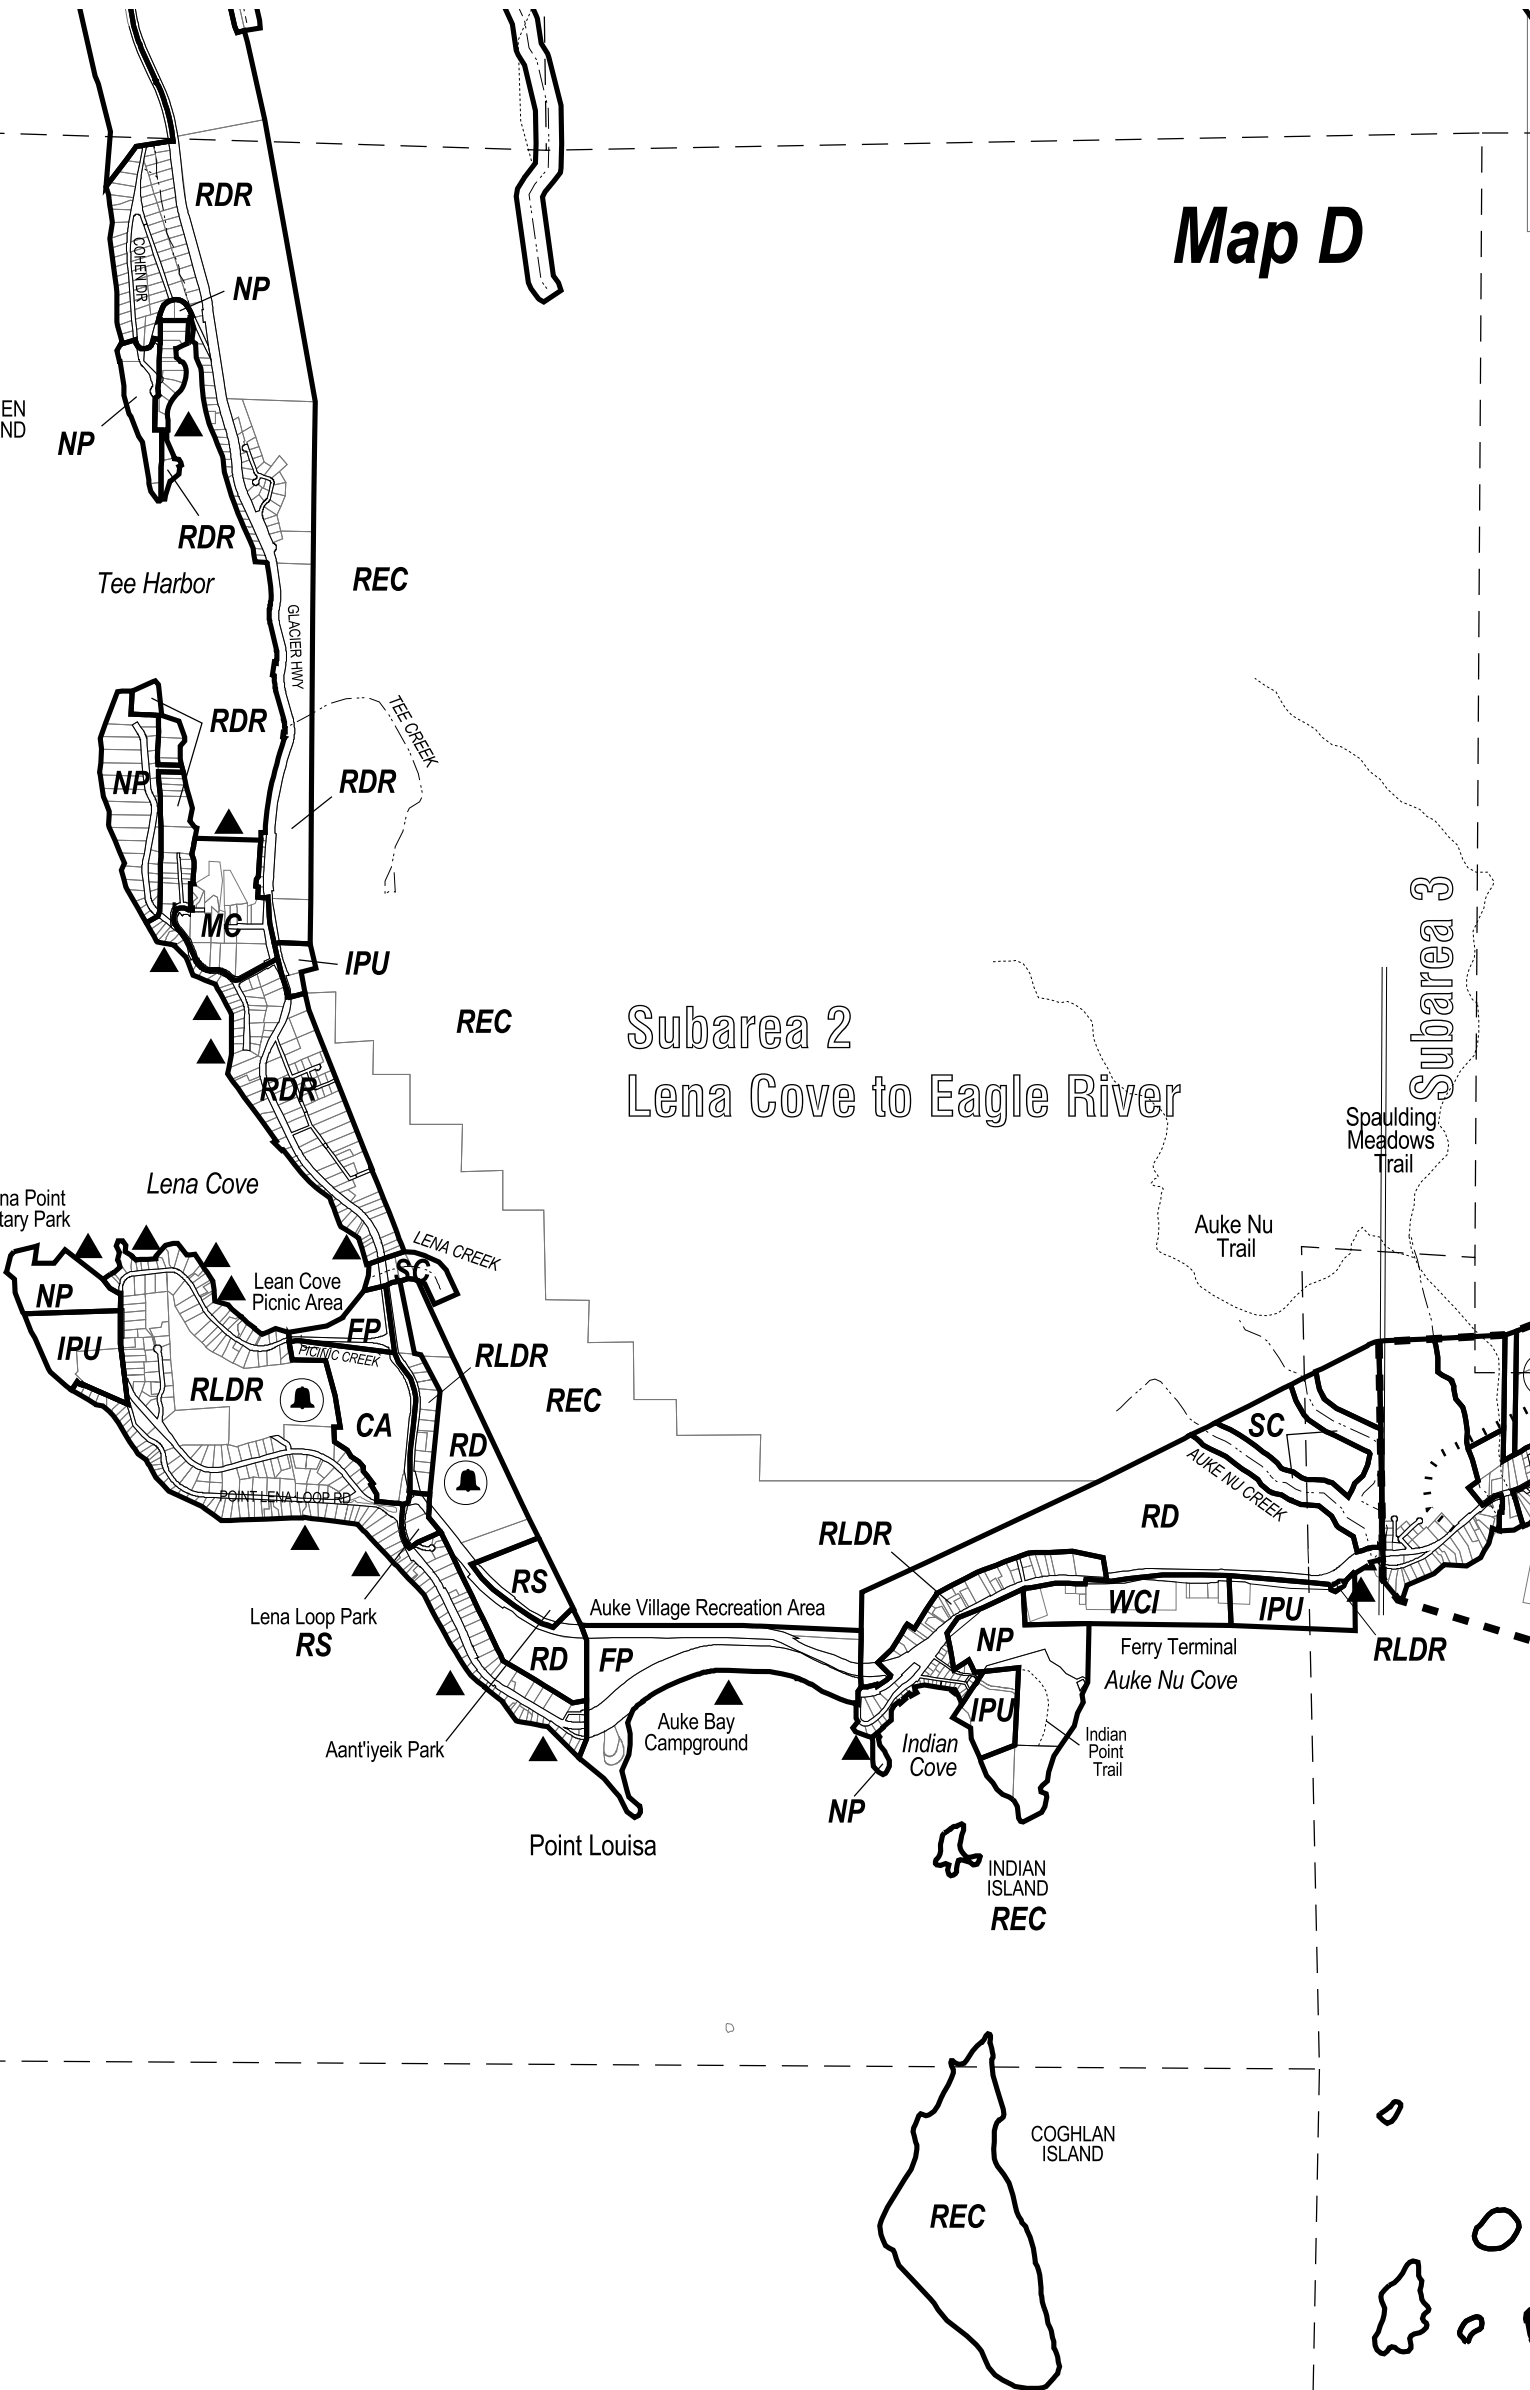 RDR
Map D
COHEN DR
NP
EN
ND
NP
RDR
Tee Harbor
REC
GLACIER HWY
RDR
TEE CREEK
NP
RDR
MC
IPU
REC
Subarea 2
Lena Cove to Eagle River
Subarea 3
RDR
Spaulding
Meadows
Trail
Lena Cove
na Point
tary Park
Auke Nu
Trail
LENA CREEK
SC
Lean Cove
Picnic Area
NP
FP
IPU
PICINIC CREEK
RLDR
RLDR
REC
CA
RD
SC
AUKE NU CREEK
POINT LENA LOOP RD
RD
RLDR
RS
Lena Loop Park
RS
Auke Village Recreation Area
WCI
IPU
NP
Ferry Terminal
RLDR
RD
FP
Auke Nu Cove
IPU
Aant'iyeik Park
Auke Bay
Campground
Indian
Cove
Indian
Point
Trail
NP
Point Louisa
INDIAN
ISLAND
REC
COGHLAN
ISLAND
REC